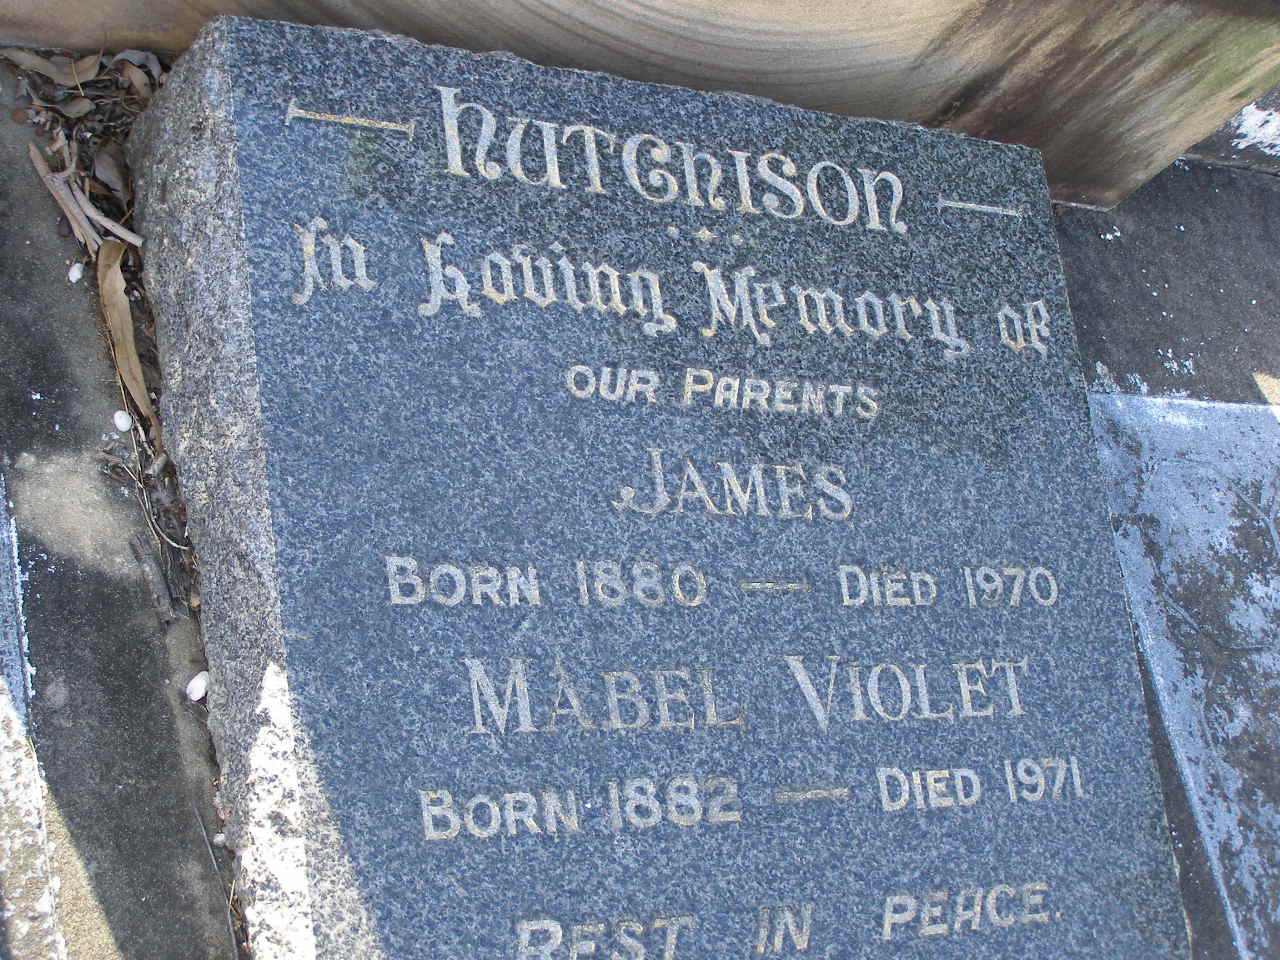 — HUTCHISON —
In Loving Memory of
OUR PARENTS
JAMES
BORN 1880 — DIED 1970
MABEL VIOLET
BORN 1882 — DIED 1971
REST IN PEACE.